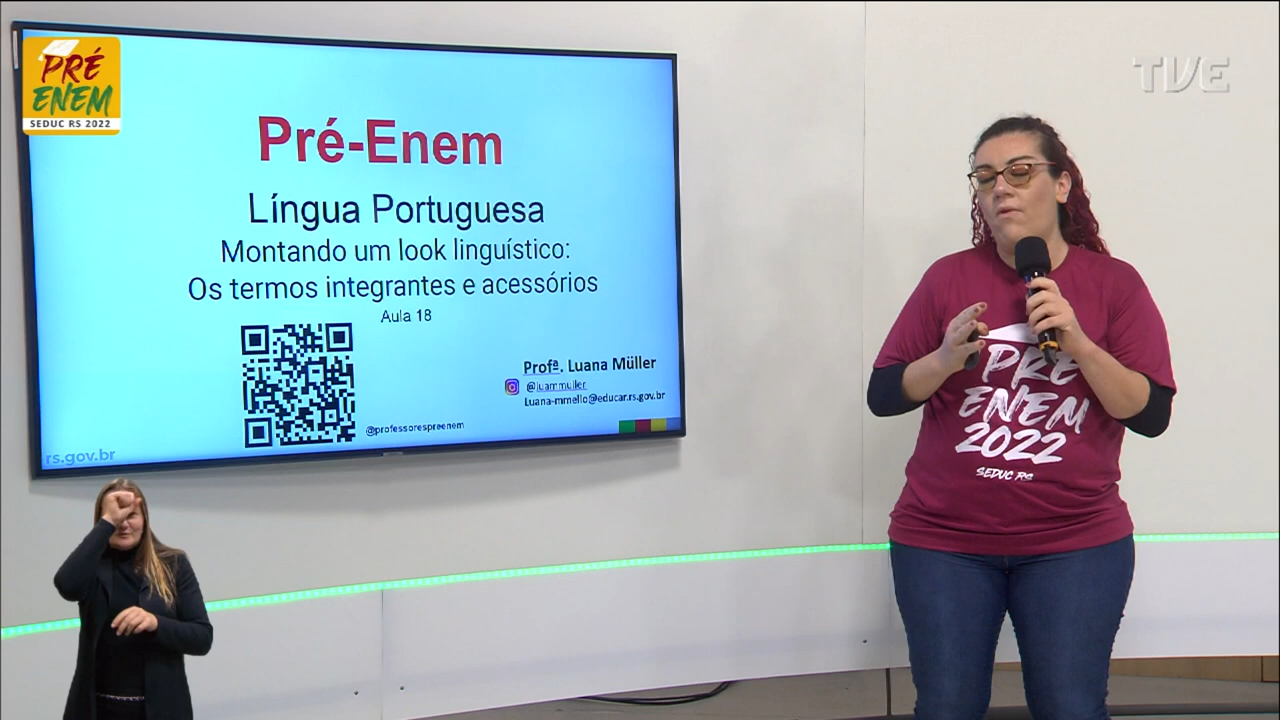 PRÉ
ENEM
SEDUC RS 2022
TVE
Pré-Enem
Língua Portuguesa
Montando um look linguístico:
Os termos integrantes e acessórios
Aula 18
Profª. Luana Müller
@luammuller
Luana-mmello@educar.rs.gov.br
@professorespreenem
rs.gov.br
PRÉ
ENEM
2022
SEDUC RS